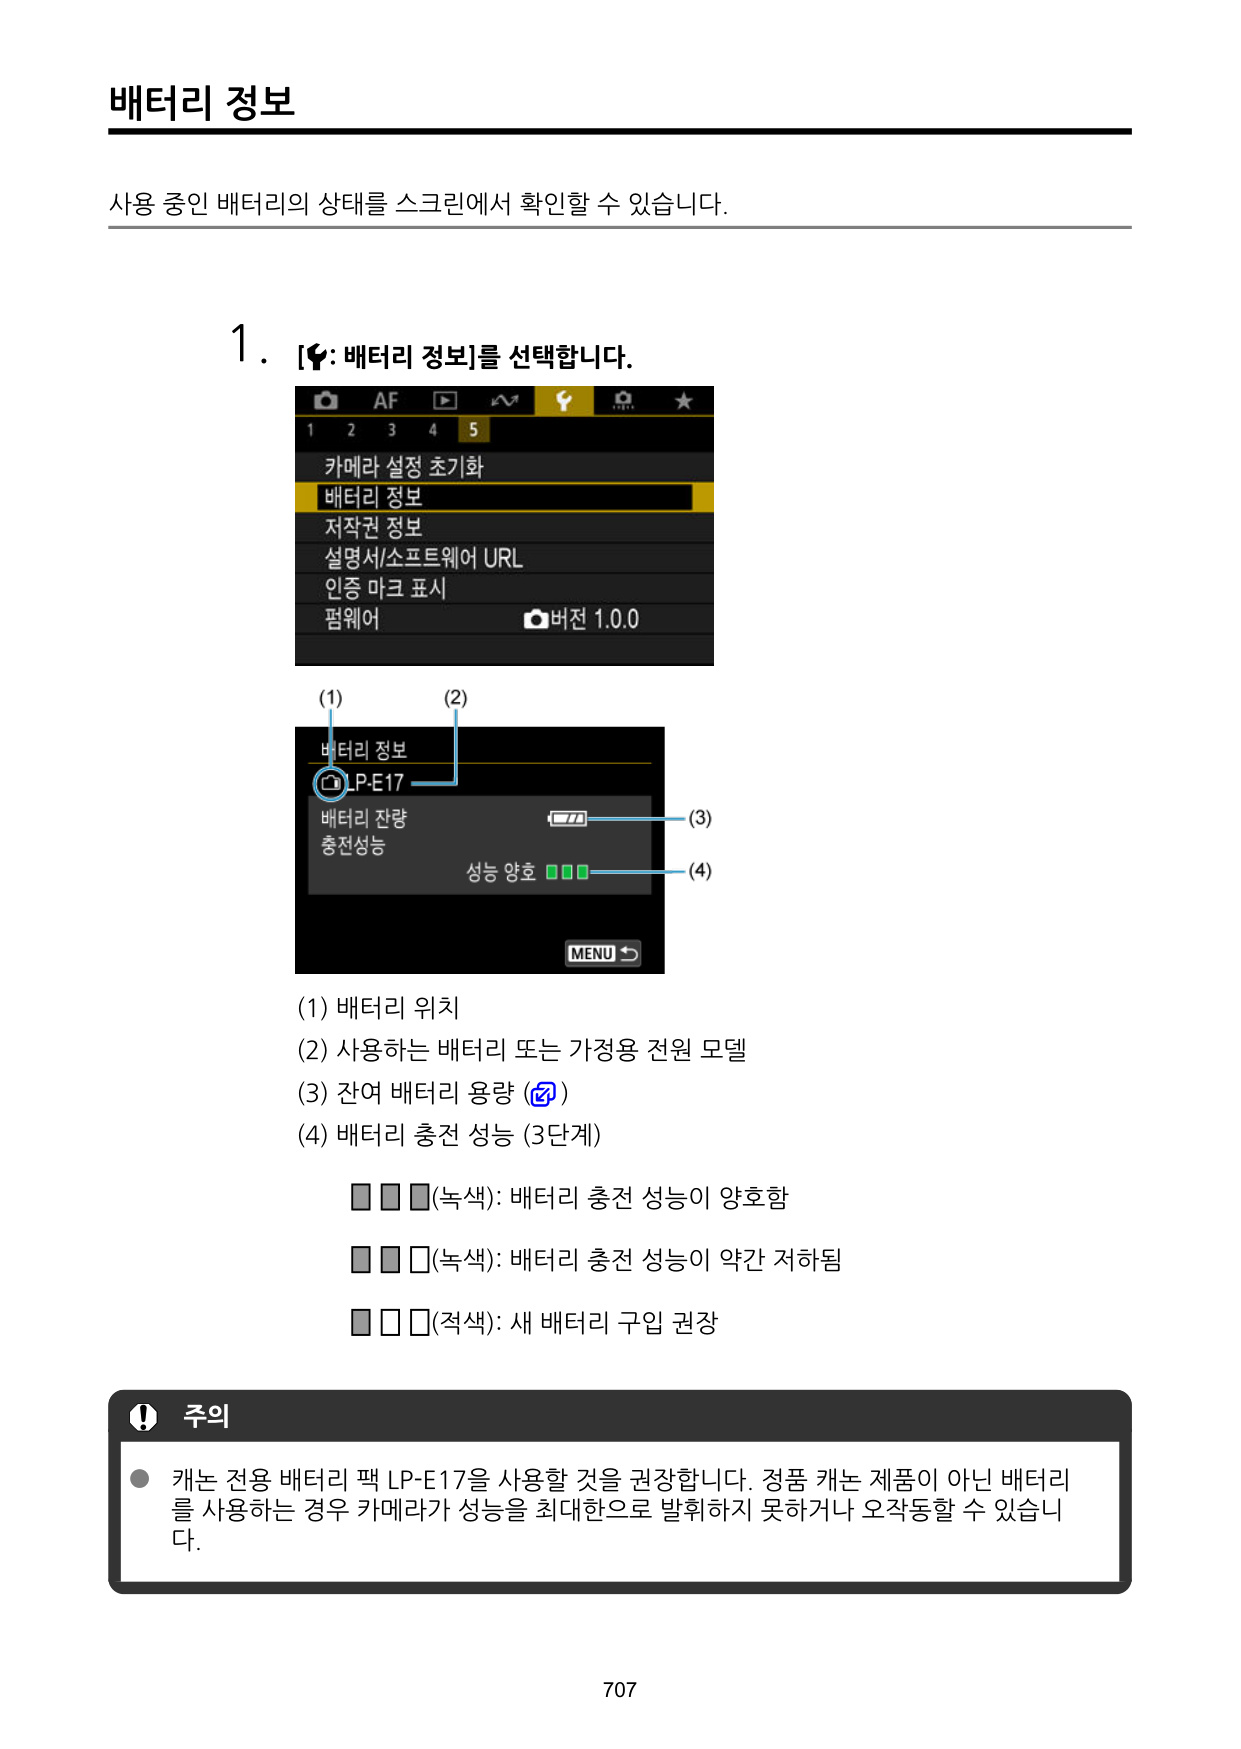 배터리 정보
사용 중인 배터리의 상태를 스크린에서 확인할 수 있습니다.
1. [: 배터리 정보]를 선택합니다.
AF
1 2 3 4 5
카메라 설정 초기화
배터리 정보
저작권 정보
설명서/소프트웨어 URL
인증 마크 표시
펌웨어 버전 1.0.0
(1) (2)
배터리 정보
LP-E17
배터리 잔량 (3)
충전성능
성능 양호 (4)
MENU
(1) 배터리 위치
(2) 사용하는 배터리 또는 가정용 전원 모델
(3) 잔여 배터리 용량 ()
(4) 배터리 충전 성능 (3단계)
(녹색): 배터리 충전 성능이 양호함
(녹색): 배터리 충전 성능이 약간 저하됨
(적색): 새 배터리 구입 권장
주의
캐논 전용 배터리 팩 LP-E17을 사용할 것을 권장합니다. 정품 캐논 제품이 아닌 배터리
를 사용하는 경우 카메라가 성능을 최대한으로 발휘하지 못하거나 오작동할 수 있습니
다.
707